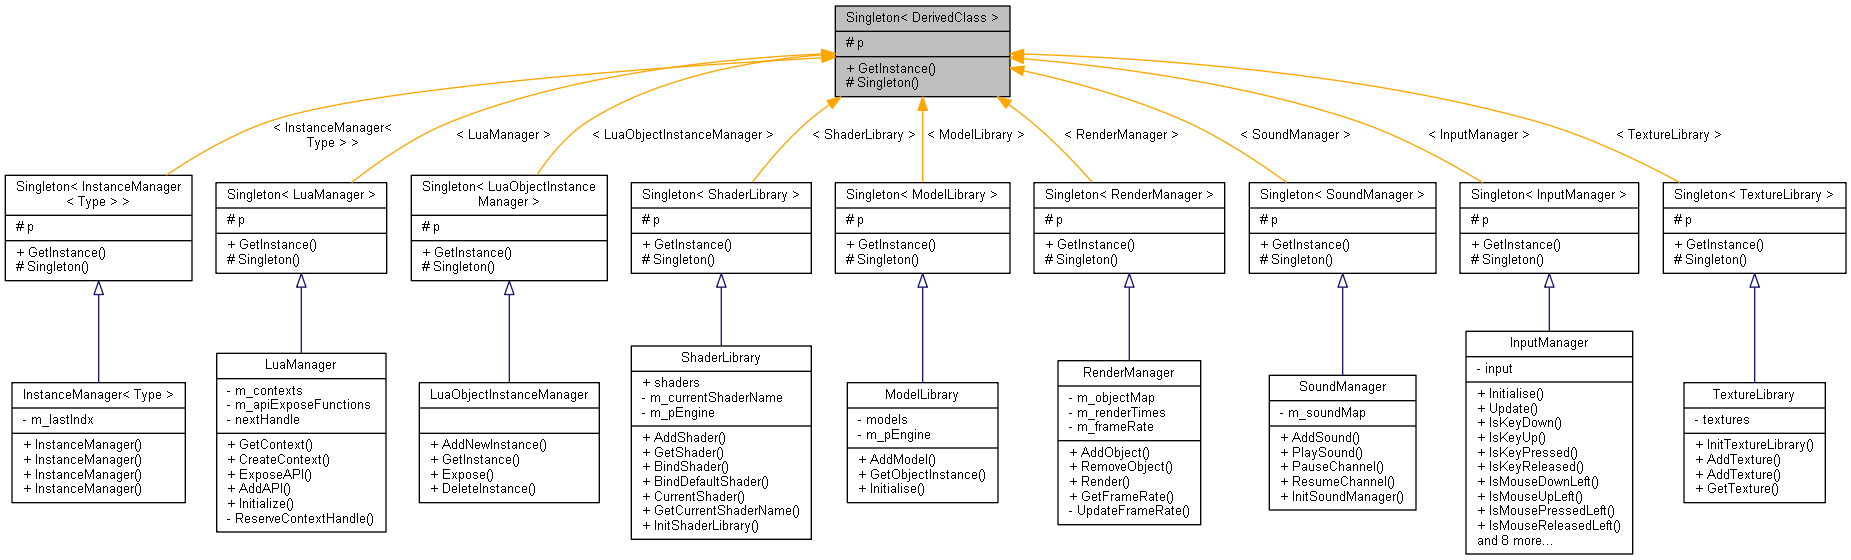 Singleton< DerivedClass >
# p
+ GetInstance()
# Singleton()
< InstanceManager<
Type > >
< LuaManager >
< LuaObjectInstanceManager >
< ShaderLibrary >
< ModelLibrary >
< RenderManager >
< SoundManager >
< InputManager >
< TextureLibrary >
Singleton< InstanceManager
< Type > >
# p
+ GetInstance()
# Singleton()
Singleton< LuaManager >
# p
+ GetInstance()
# Singleton()
Singleton< LuaObjectInstance
Manager >
# p
+ GetInstance()
# Singleton()
Singleton< ShaderLibrary >
# p
+ GetInstance()
# Singleton()
Singleton< ModelLibrary >
# p
+ GetInstance()
# Singleton()
Singleton< RenderManager >
# p
+ GetInstance()
# Singleton()
Singleton< SoundManager >
# p
+ GetInstance()
# Singleton()
Singleton< InputManager >
# p
+ GetInstance()
# Singleton()
Singleton< TextureLibrary >
# p
+ GetInstance()
# Singleton()
InstanceManager< Type >
- m_lastIndx
+ InstanceManager()
+ InstanceManager()
+ InstanceManager()
+ InstanceManager()
LuaManager
- m_contexts
- m_apiExposeFunctions
- nextHandle
+ GetContext()
+ CreateContext()
+ ExposeAPI()
+ AddAPI()
+ Initialize()
- ReserveContextHandle()
LuaObjectInstanceManager
+ AddNewInstance()
+ GetInstance()
+ Expose()
+ DeleteInstance()
ShaderLibrary
+ shaders
- m_currentShaderName
- m_pEngine
+ AddShader()
+ GetShader()
+ BindShader()
+ BindDefaultShader()
+ CurrentShader()
+ GetCurrentShaderName()
+ InitShaderLibrary()
ModelLibrary
- models
- m_pEngine
+ AddModel()
+ GetObjectInstance()
+ Initialise()
RenderManager
- m_objectMap
- m_renderTimes
- m_frameRate
+ AddObject()
+ RemoveObject()
+ Render()
+ GetFrameRate()
- UpdateFrameRate()
SoundManager
- m_soundMap
+ AddSound()
+ PlaySound()
+ PauseChannel()
+ ResumeChannel()
+ InitSoundManager()
InputManager
- input
+ Initialise()
+ Update()
+ IsKeyDown()
+ IsKeyUp()
+ IsKeyPressed()
+ IsKeyReleased()
+ IsMouseDownLeft()
+ IsMouseUpLeft()
+ IsMousePressedLeft()
+ IsMouseReleasedLeft()
and 8 more...
TextureLibrary
- textures
+ InitTextureLibrary()
+ AddTexture()
+ AddTexture()
+ GetTexture()